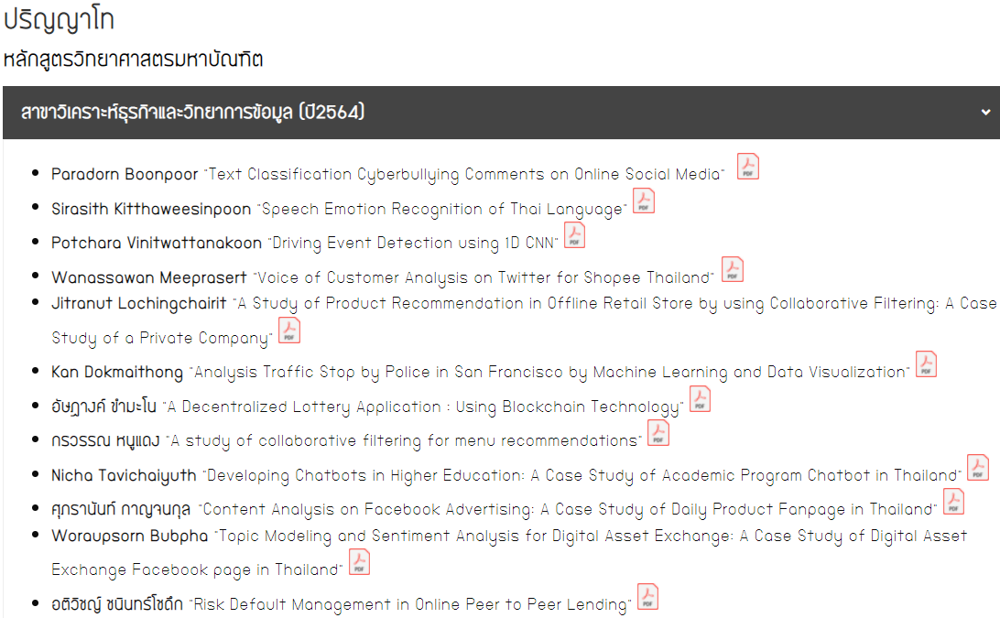 ปริญญาโท
หลักสูตรวิทยาศาสตรมหาบัณฑิต
สาขาวิเคราะห์ธุรกิจและวิทยาการข้อมูล (ปี2564)
Paradorn Boonpoor "Text Classification Cyberbullying Comments on Online Social Media" PDF
Sirasith Kitthaweesinpoon "Speech Emotion Recognition of Thai Language" PDF
Potchara Vinitwattanakoon "Driving Event Detection using 1D CNN" PDF
Wanassawan Meeprasert "Voice of Customer Analysis on Twitter for Shopee Thailand" PDF
Jitranut Lochingchairit "A Study of Product Recommendation in Offline Retail Store by using Collaborative Filtering: A Case
Study of a Private Company" PDF
Kan Dokmaithong "Analysis Traffic Stop by Police in San Francisco by Machine Learning and Data Visualization" PDF
อัษฎางค์ ขำมะโน "A Decentralized Lottery Application : Using Blockchain Technology" PDF
กรวรรณ หนูแดง "A study of collaborative filtering for menu recommendations" PDF
Nicha Tavichaiyuth "Developing Chatbots in Higher Education: A Case Study of Academic Program Chatbot in Thailand" PDF
ศุภรานันท์ กาญจนกุล "Content Analysis on Facebook Advertising: A Case Study of Daily Product Fanpage in Thailand" PDF
Woraupsorn Bubpha "Topic Modeling and Sentiment Analysis for Digital Asset Exchange: A Case Study of Digital Asset
Exchange Facebook page in Thailand" PDF
อติวิชญ์ ชนินทร์โชดึก "Risk Default Management in Online Peer to Peer Lending" PDF